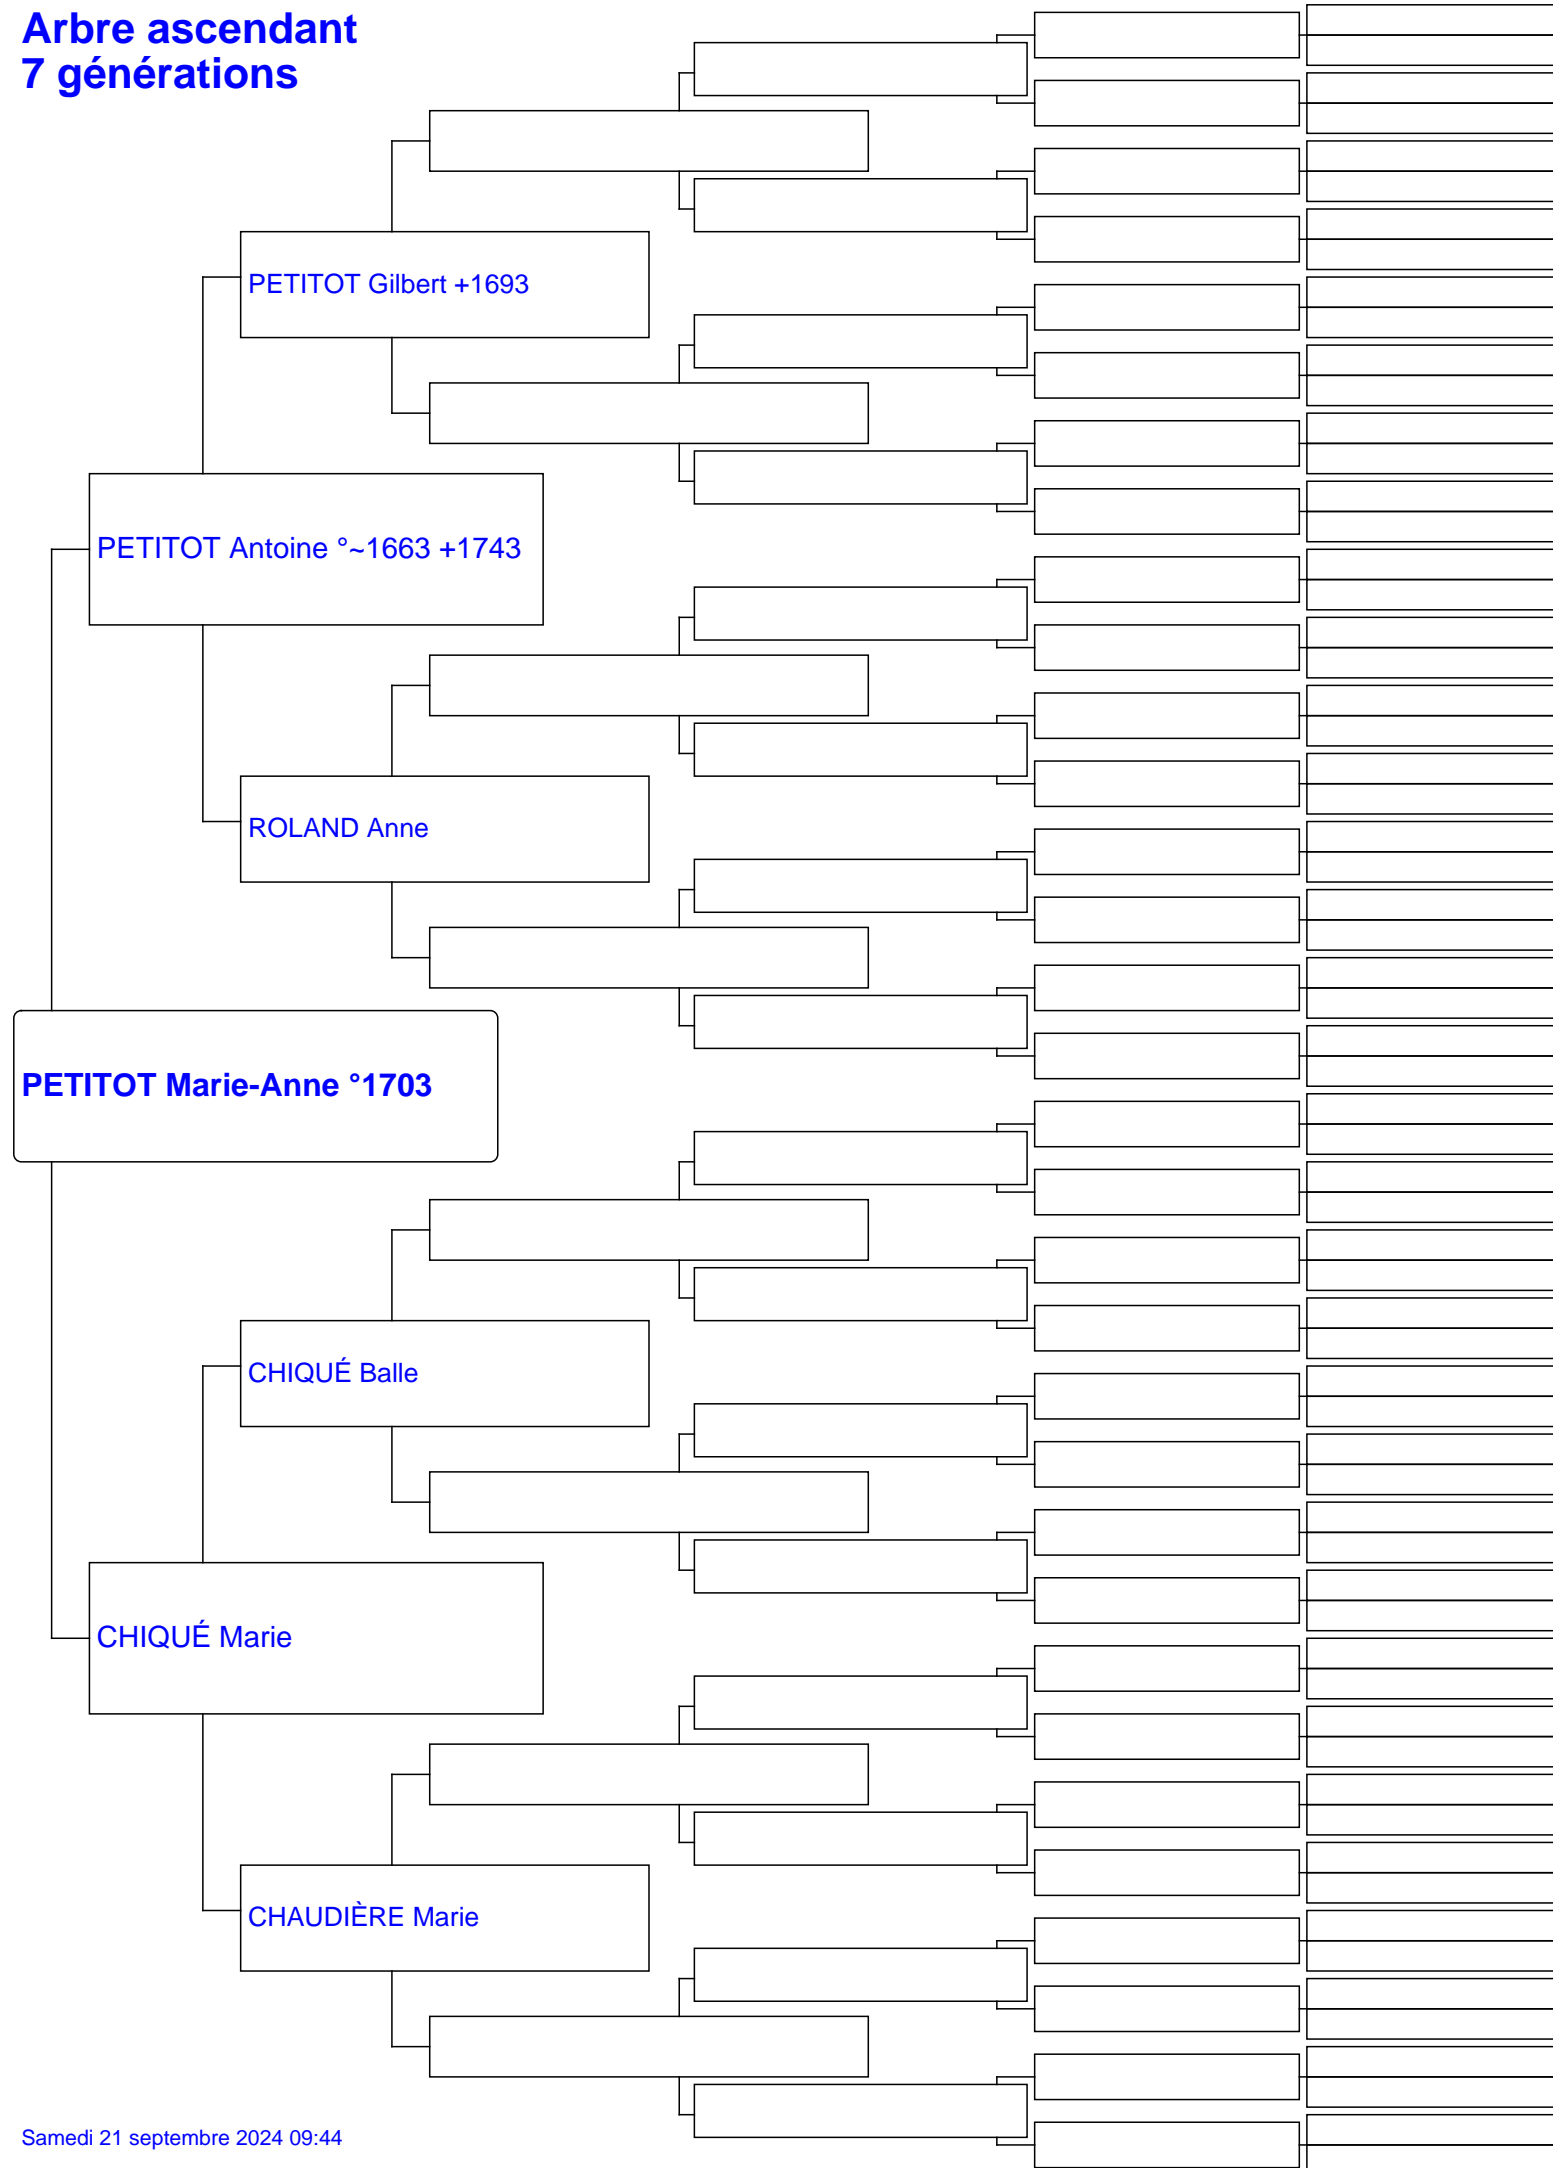 Arbre ascendant
7 générations
PETITOT Gilbert +1693
PETITOT Antoine °~1663 +1743
ROLAND Anne
PETITOT Marie-Anne °1703
CHIQUÉ Balle
CHIQUÉ Marie
CHAUDIÈRE Marie
Samedi 21 septembre 2024 09:44